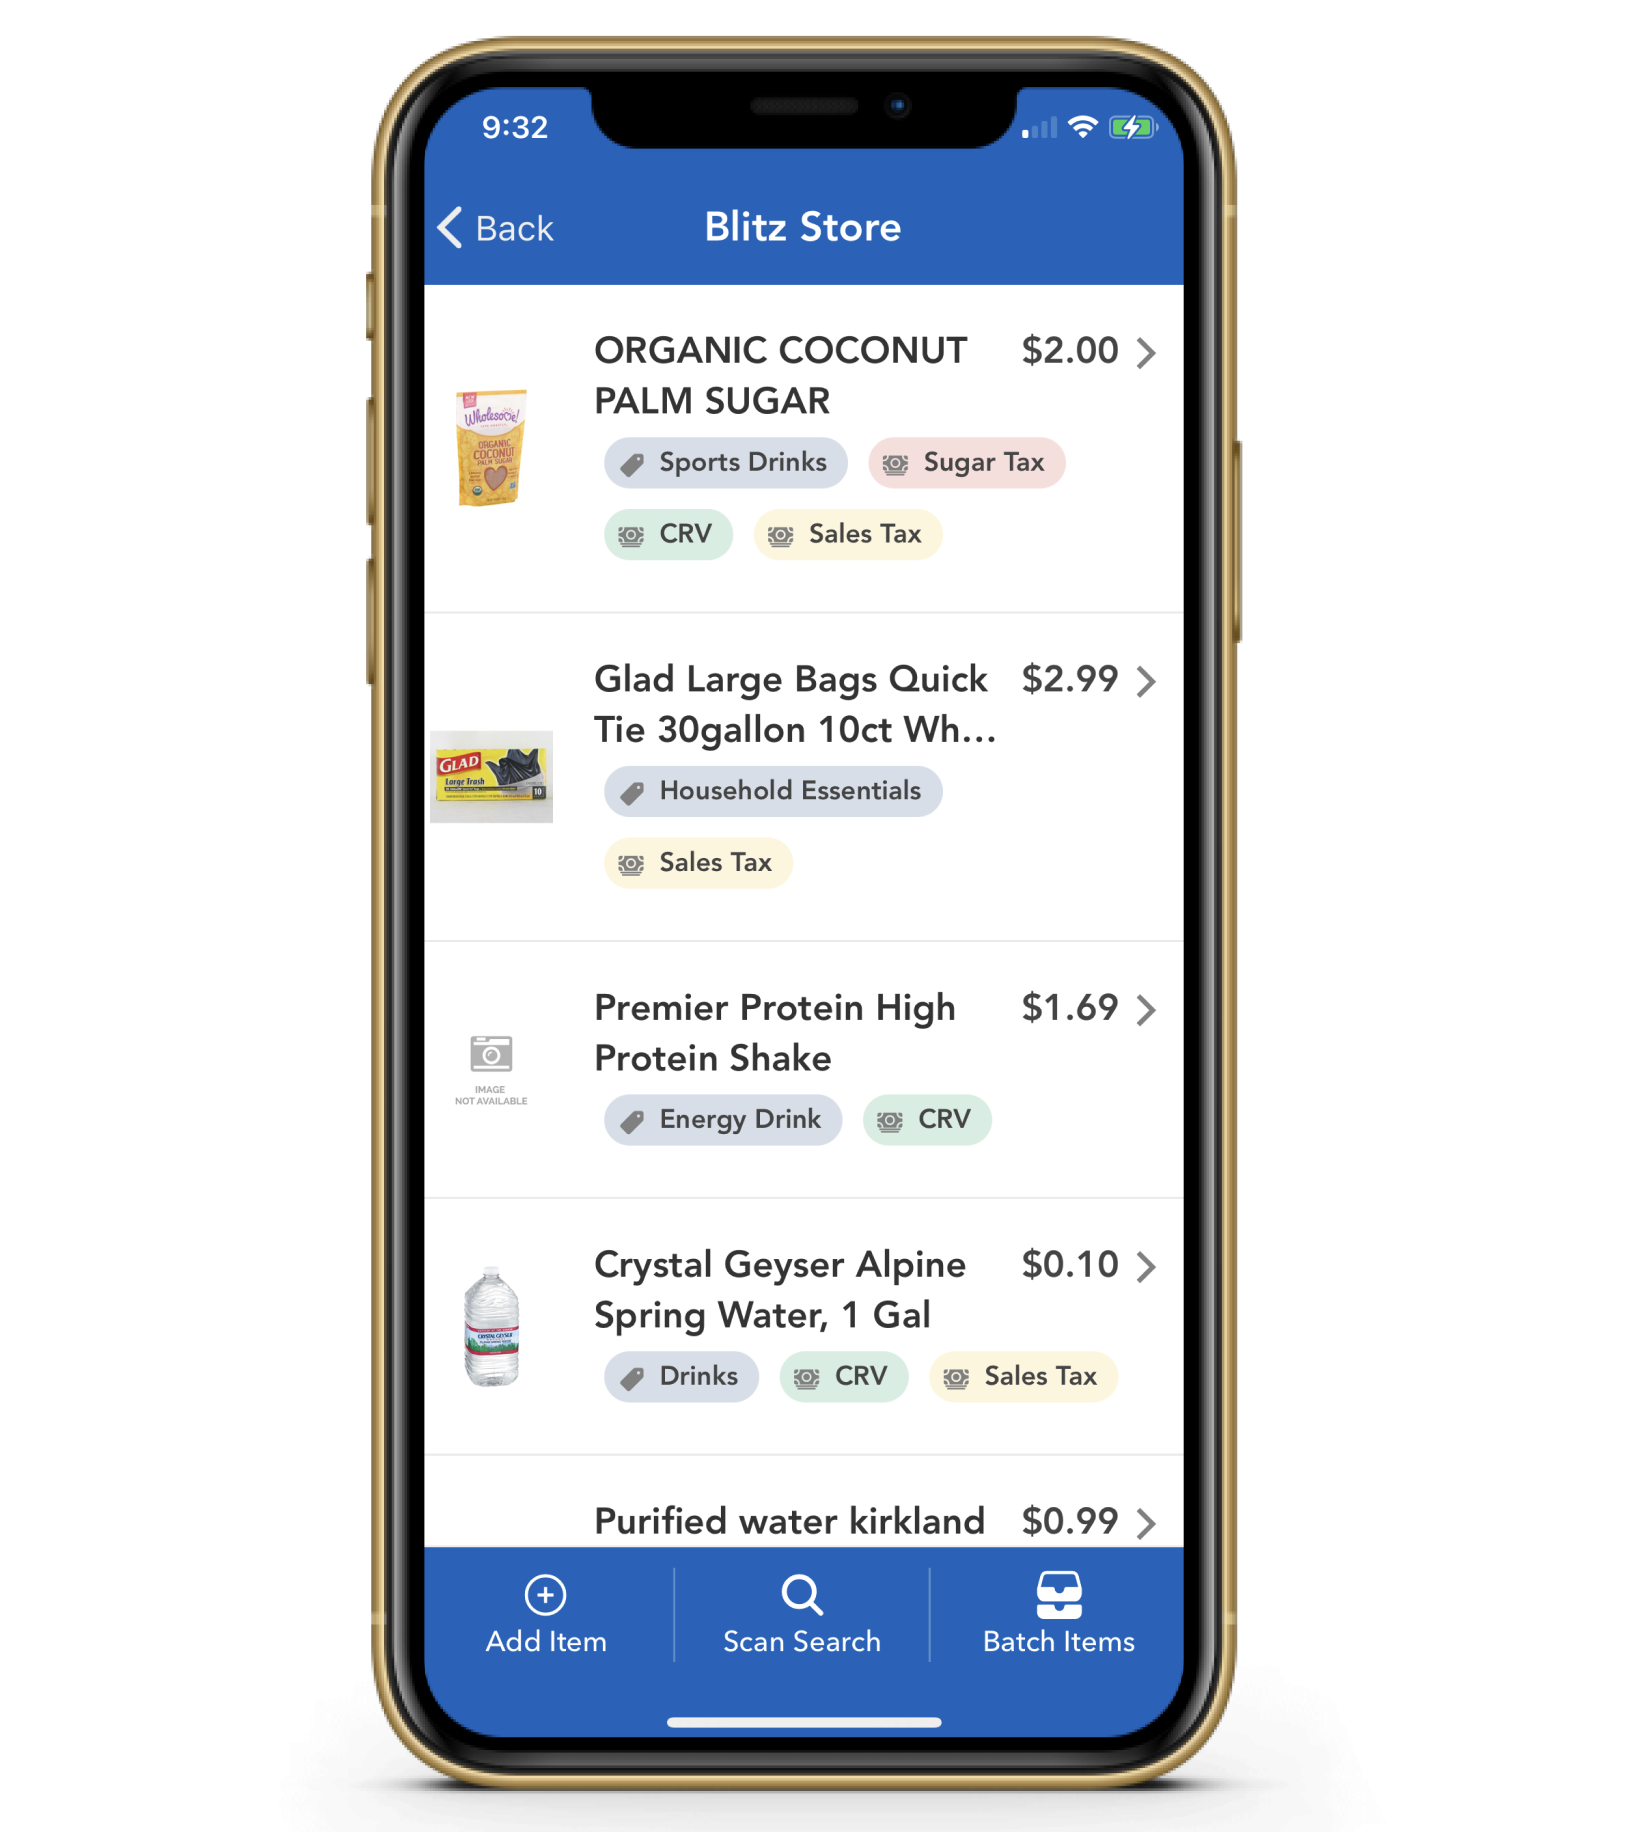 9:32
Back
Blitz Store
ORGANIC COCONUT
PALM SUGAR
$2.00
Wholesome!
ORGANIC
COCONUT
PALM SUGAR
Sports Drinks
Sugar Tax
CRV
Sales Tax
Glad Large Bags Quick
Tie 30gallon 10ct Wh...
$2.99
GLAD
Large Trash
10
Household Essentials
Sales Tax
Premier Protein High
Protein Shake
$1.69
IMAGE
NOT AVAILABLE
Energy Drink
CRV
Crystal Geyser Alpine
Spring Water, 1 Gal
$0.10
CRYSTAL GEYSER
Drinks
CRV
Sales Tax
Purified water kirkland
$0.99
Add Item
Scan Search
Batch Items